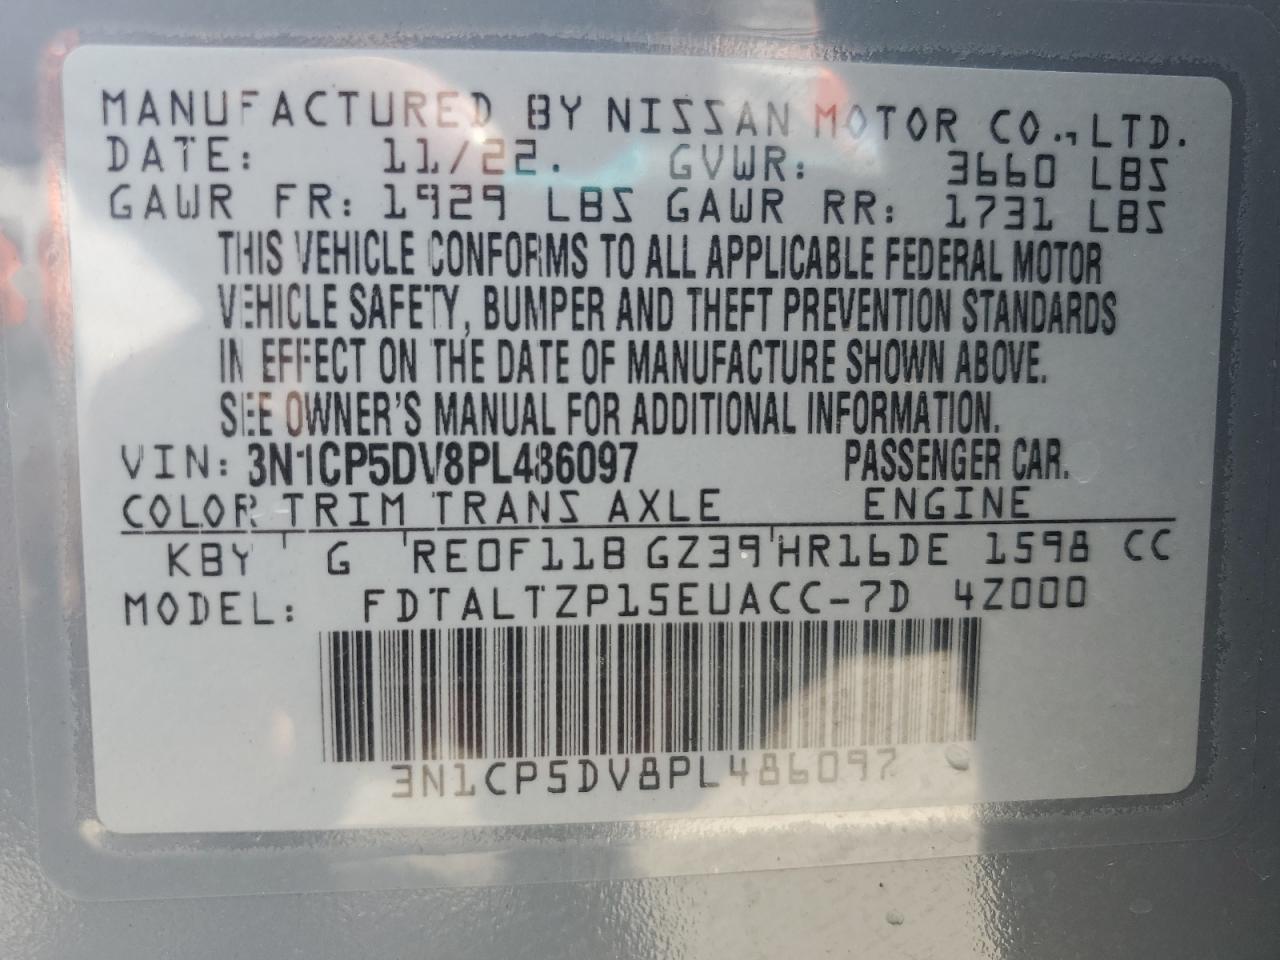 MANUFACTURED BY NISSAN MOTOR CO., LTD.
DATE: 11/22. GVWR: 3660 LBS
GAWR FR: 1929 LBS GAWR RR: 1731 LBS
THIS VEHICLE CONFORMS TO ALL APPLICABLE FEDERAL MOTOR
VEHICLE SAFETY, BUMPER AND THEFT PREVENTION STANDARDS
IN EFFECT ON THE DATE OF MANUFACTURE SHOWN ABOVE.
SEE OWNER'S MANUAL FOR ADDITIONAL INFORMATION.
VIN: 3N1CP5DV8PL486097 PASSENGER CAR.
COLOR TRIM TRANS AXLE ENGINE
KBY G RE0F11B GZ39 HR16DE 1598 CC
MODEL: FDTALTZP15EUACC-7D 4Z000
3N1CP5DV8PL486097